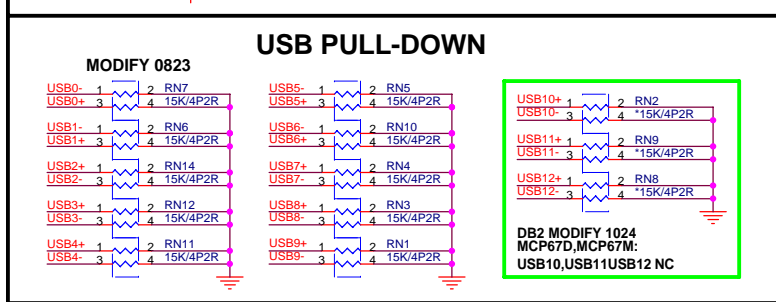 USB PULL-DOWN
MODIFY 0823
USB0- 1 2 RN7
USB0+ 3 4 15K/4P2R
USB1- 1 2 RN6
USB1+ 3 4 15K/4P2R
USB2+ 1 2 RN14
USB2- 3 4 15K/4P2R
USB3+ 1 2 RN12
USB3- 3 4 15K/4P2R
USB4+ 1 2 RN11
USB4- 3 4 15K/4P2R
USB5- 1 2 RN5
USB5+ 3 4 15K/4P2R
USB6- 1 2 RN10
USB6+ 3 4 15K/4P2R
USB7+ 1 2 RN4
USB7- 3 4 15K/4P2R
USB8+ 1 2 RN3
USB8- 3 4 15K/4P2R
USB9+ 1 2 RN1
USB9- 3 4 15K/4P2R
USB10+ 1 2 RN2
USB10- 3 4 *15K/4P2R
USB11+ 1 2 RN9
USB11- 3 4 *15K/4P2R
USB12+ 1 2 RN8
USB12- 3 4 *15K/4P2R
DB2 MODIFY 1024
MCP67D,MCP67M:
USB10,USB11USB12 NC